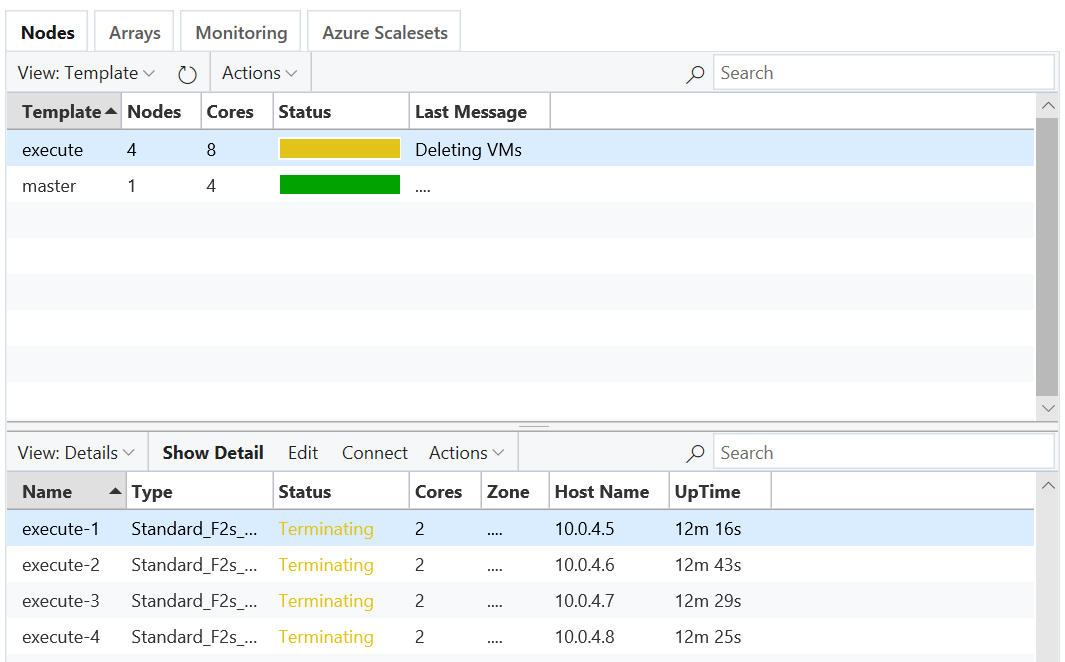 Nodes Arrays Monitoring Azure Scalesets
View: Template Actions Search
Template Nodes Cores Status Last Message
execute 4 8 Deleting VMs
master 1 4 ....
View: Details Show Detail Edit Connect Actions Search
Name Type Status Cores Zone Host Name UpTime
execute-1 Standard_F2s_... Terminating 2 .... 10.0.4.5 12m 16s
execute-2 Standard_F2s_... Terminating 2 .... 10.0.4.6 12m 43s
execute-3 Standard_F2s_... Terminating 2 .... 10.0.4.7 12m 29s
execute-4 Standard_F2s_... Terminating 2 .... 10.0.4.8 12m 25s